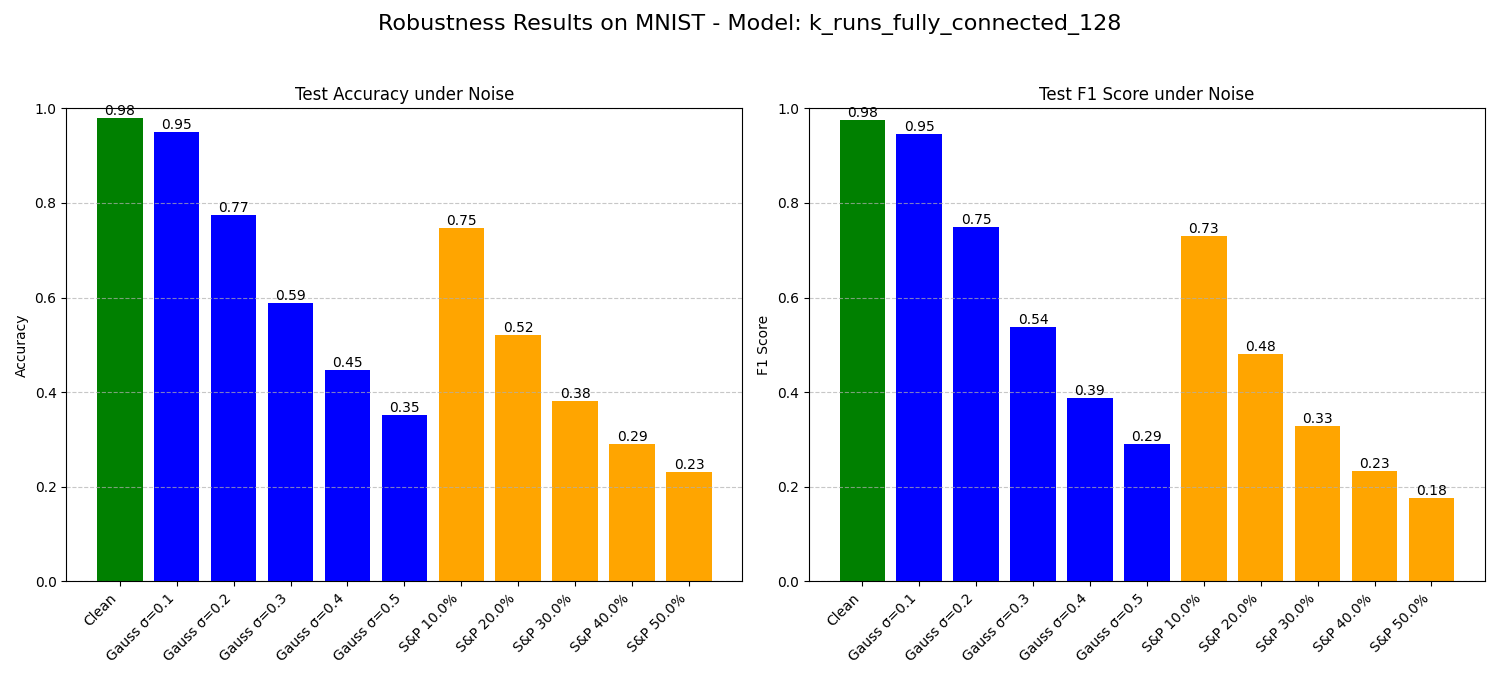 Robustness Results on MNIST - Model: k_runs_fully_connected_128
Test Accuracy under Noise
Accuracy
1.0
0.8
0.6
0.4
0.2
0.0
0.98
0.95
0.77
0.59
0.45
0.35
0.75
0.52
0.38
0.29
0.23
Clean
Gauss σ=0.1
Gauss σ=0.2
Gauss σ=0.3
Gauss σ=0.4
Gauss σ=0.5
S&P 10.0%
S&P 20.0%
S&P 30.0%
S&P 40.0%
S&P 50.0%
Test F1 Score under Noise
F1 Score
1.0
0.8
0.6
0.4
0.2
0.0
0.98
0.95
0.75
0.54
0.39
0.29
0.73
0.48
0.33
0.23
0.18
Clean
Gauss σ=0.1
Gauss σ=0.2
Gauss σ=0.3
Gauss σ=0.4
Gauss σ=0.5
S&P 10.0%
S&P 20.0%
S&P 30.0%
S&P 40.0%
S&P 50.0%